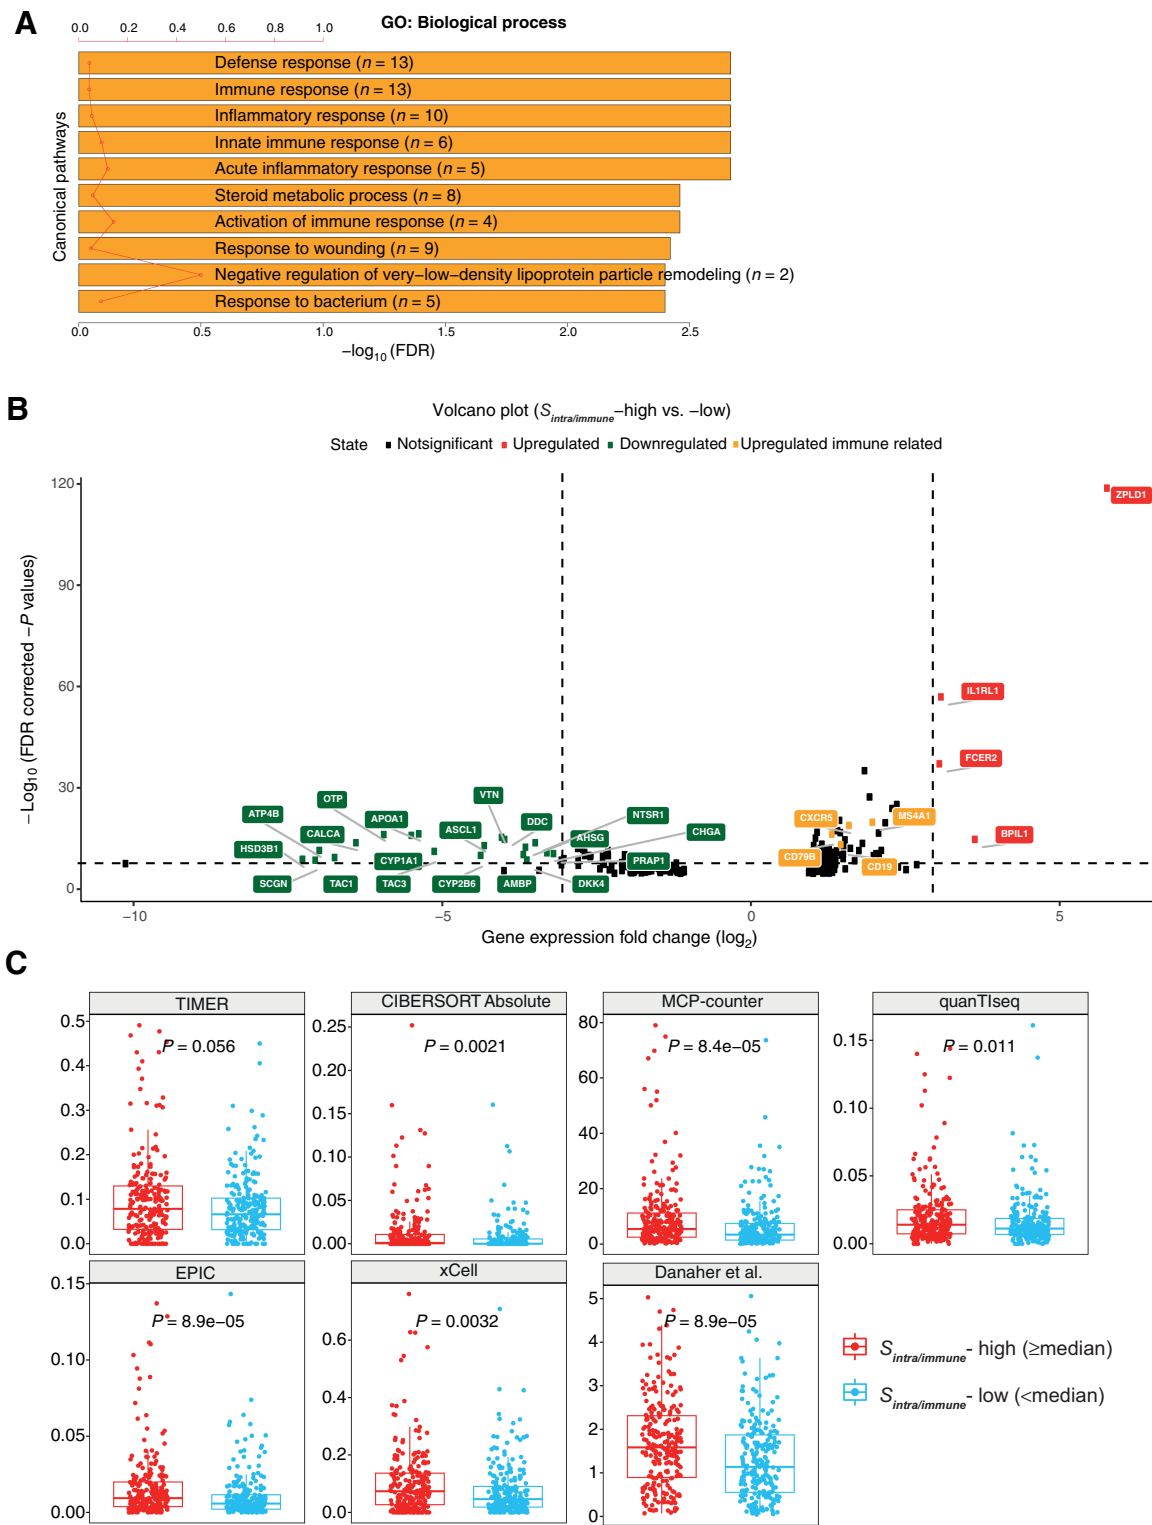 A
GO: Biological process
0.0 0.2 0.4 0.6 0.8 1.0
Canonical pathways
Defense response (n = 13)
Immune response (n = 13)
Inflammatory response (n = 10)
Innate immune response (n = 6)
Acute inflammatory response (n = 5)
Steroid metabolic process (n = 8)
Activation of immune response (n = 4)
Response to wounding (n = 9)
Negative regulation of very−low−density lipoprotein particle remodeling (n = 2)
Response to bacterium (n = 5)
0.0 0.5 1.0 1.5 2.0 2.5
−log10 (FDR)
B
Volcano plot (Sintra/immune−high vs. −low)
State Notsignificant Upregulated Downregulated Upregulated immune related
−Log10 (FDR corrected −P values)
120
90
60
30
0
ZPLD1
IL1RL1
FCER2
BPIL1
VTN
OTP
ATP4B
APOA1
NTSR1
CXCR5
MS4A1
CALCA
ASCL1
DDC
CHGA
AHSG
HSD3B1
CYP1A1
PRAP1
CD79B
CD19
SCGN
TAC1
TAC3
CYP2B6
AMBP
DKK4
−10 −5 0 5
Gene expression fold change (log2)
C
TIMER
P = 0.056
0.5
0.4
0.3
0.2
0.1
0.0
CIBERSORT Absolute
P = 0.0021
0.25
0.20
0.15
0.10
0.05
0.00
MCP-counter
P = 8.4e−05
80
60
40
20
0
quanTIseq
P = 0.011
0.15
0.10
0.05
0.00
EPIC
P = 8.9e−05
0.15
0.10
0.05
0.00
xCell
P = 0.0032
0.6
0.4
0.2
0.0
Danaher et al.
P = 8.9e−05
5
4
3
2
1
0
Sintra/immune- high (≥median)
Sintra/immune- low (<median)